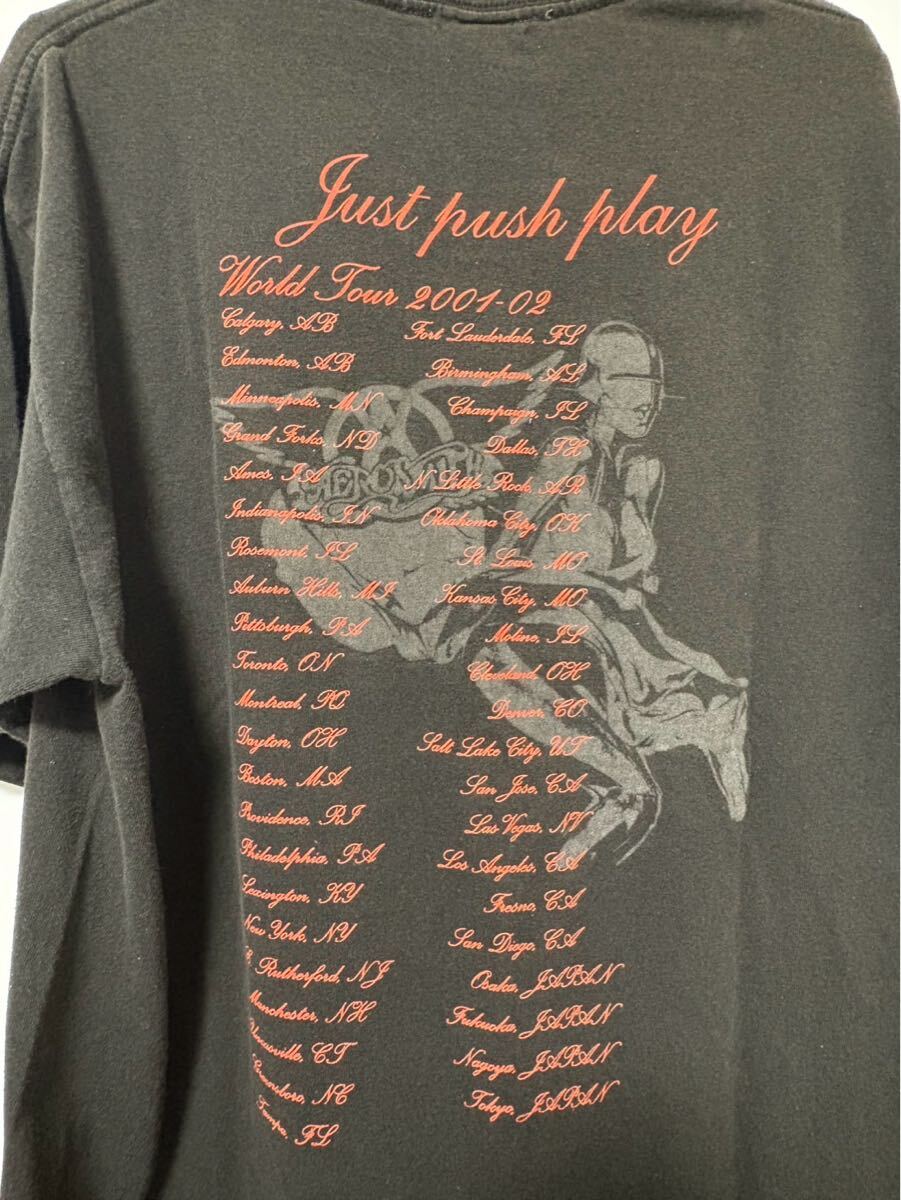 Just push play
World Tour 2001-02
Calgary, AB
Edmonton, AB
Minneapolis, MN
Grand Forks, ND
Ames, IA
Indianapolis, IN
Rosemont, IL
Auburn Hills, MI
Pittsburgh, PA
Toronto, ON
Montreal, PQ
Dayton, OH
Boston, MA
Providence, RI
Philadelphia, PA
Lexington, KY
New York, NY
E. Rutherford, NJ
Manchester, NH
Uncasville, CT
Greensboro, NC
Tampa, FL
Fort Lauderdale, FL
Birmingham, AL
Champaign, IL
Dallas, TX
N Little Rock, AR
Oklahoma City, OK
St. Louis, MO
Kansas City, MO
Moline, IL
Cleveland, OH
Denver, CO
Salt Lake City, UT
San Jose, CA
Las Vegas, NV
Los Angeles, CA
Fresno, CA
San Diego, CA
Osaka, JAPAN
Fukuoka, JAPAN
Nagoya, JAPAN
Tokyo, JAPAN
AEROSMITH